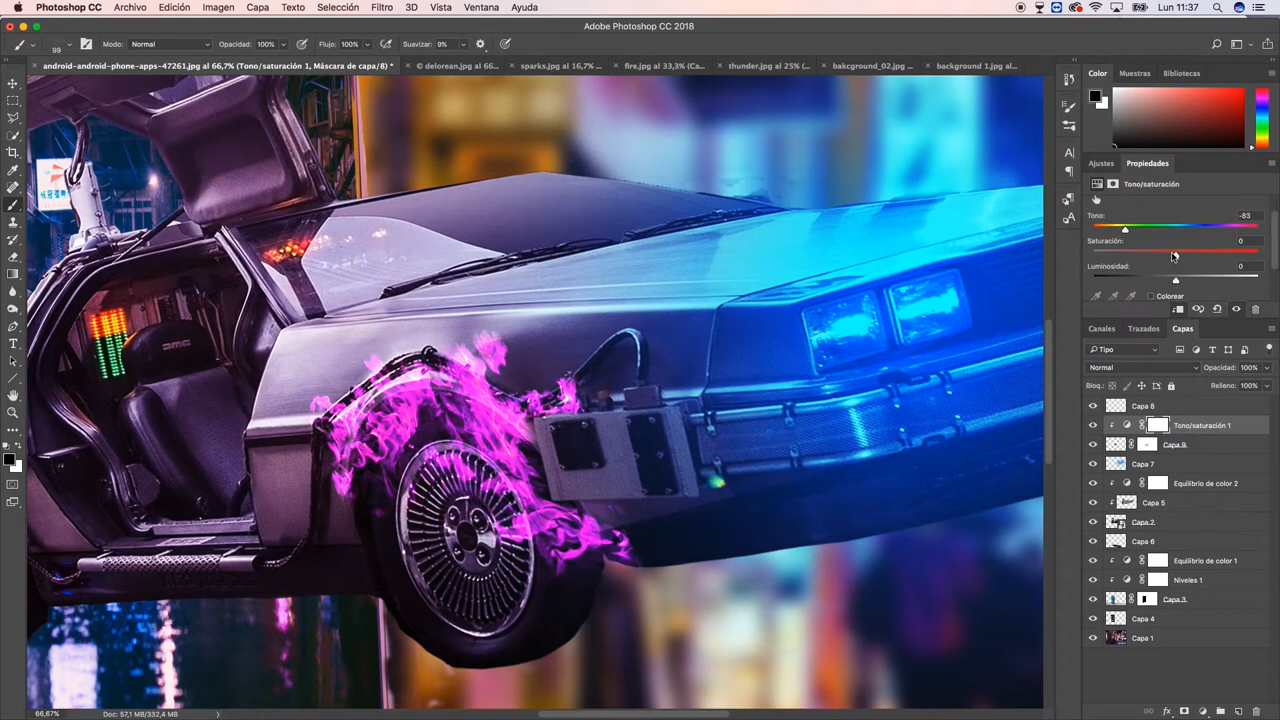 Photoshop CC Archivo Edición Imagen Capa Texto Selección Filtro 3D Vista Ventana Ayuda Lun 11:37
Adobe Photoshop CC 2018
99 Modo: Normal Opacidad: 100% Flujo: 100% Suavizar: 9%
android-android-phone-apps-47261.jpg al 66,7% (Tono/saturación 1, Máscara de capa/8) * © delorean.jpg al 66... sparks.jpg al 16,7% ... fire.jpg al 33,3% (Ca... thunder.jpg al 25% (... bakcground_02.jpg ... background 1.jpg al...
Color Muestras Bibliotecas
Ajustes Propiedades
Tono/saturación
Tono: -83
Saturación: 0
Luminosidad: 0
Colorear
Canales Trazados Capas
Tipo
Normal Opacidad: 100%
Bloq.: Relleno: 100%
Capa 8
Tono/saturación 1
Capa 9
Capa 7
Equilibrio de color 2
Capa 5
Capa 2
Capa 6
Equilibrio de color 1
Niveles 1
Capa 3
Capa 4
Capa 1
DMC
66,67% Doc: 57,1 MB/332,4 MB